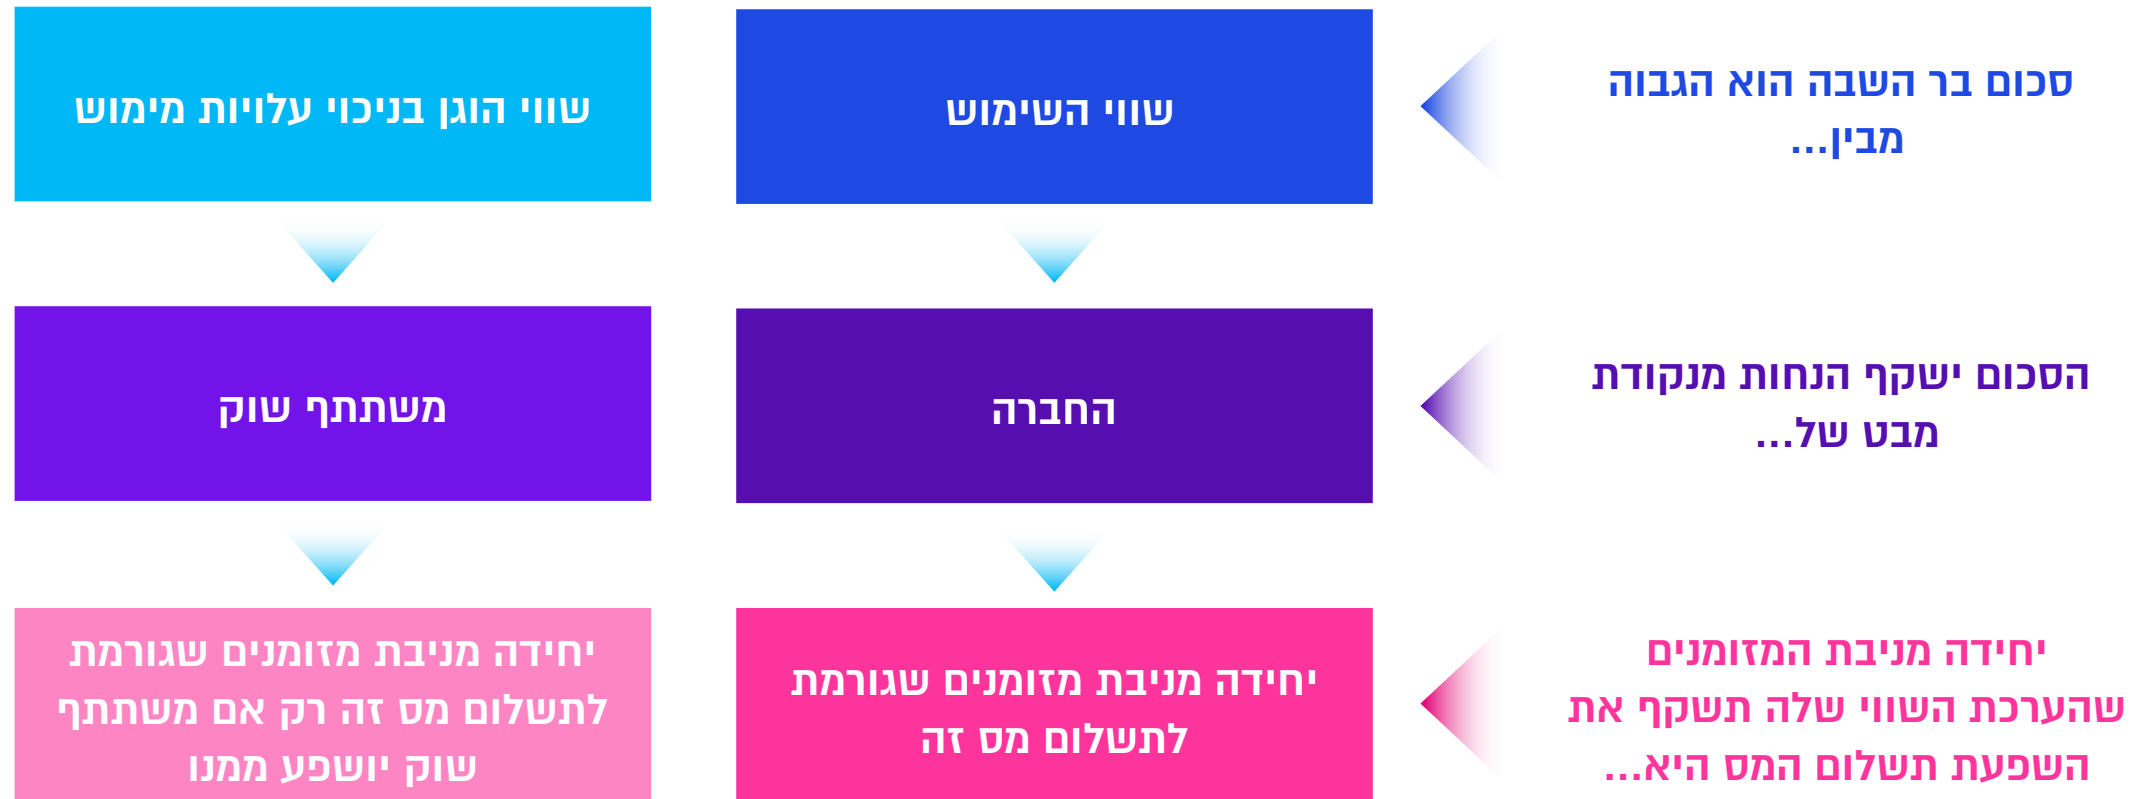 סכום בר השבה הוא הגבוה
מבין...
שווי השימוש
שווי הוגן בניכוי עלויות מימוש
הסכום ישקף הנחות מנקודת
מבט של...
החברה
משתתף שוק
יחידה מניבת המזומנים
שהערכת השווי שלה תשקף את
השפעת תשלום המס היא...
יחידה מניבת מזומנים שגורמת
לתשלום מס זה
יחידה מניבת מזומנים שגורמת
לתשלום מס זה רק אם משתתף
שוק יושפע ממנו